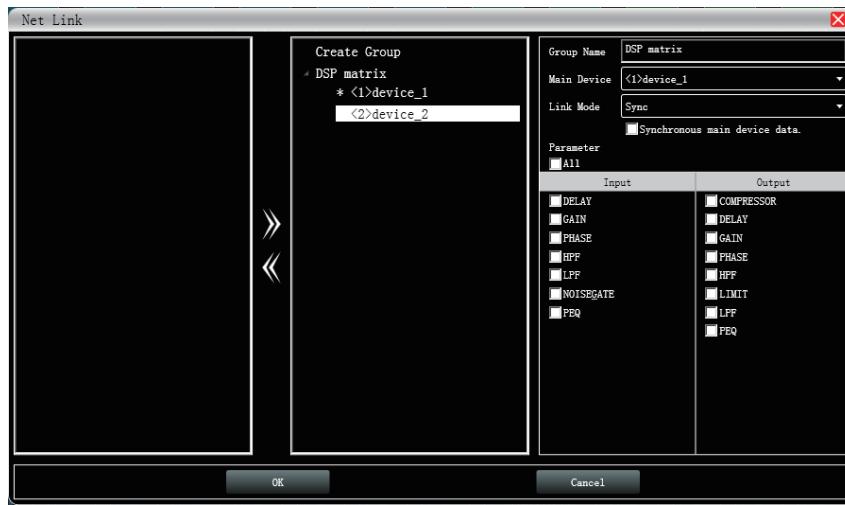 Net Link
Create Group
DSP matrix
* <1>device_1
<2>device_2
Group Name DSP matrix
Main Device <1>device_1
Link Mode Sync
Synchronous main device data.
Parameter
All
Input Output
DELAY COMPRESSOR
GAIN DELAY
PHASE GAIN
HPF PHASE
LPF HPF
NOISEGATE LIMIT
PEQ LPF
PEQ
OK Cancel